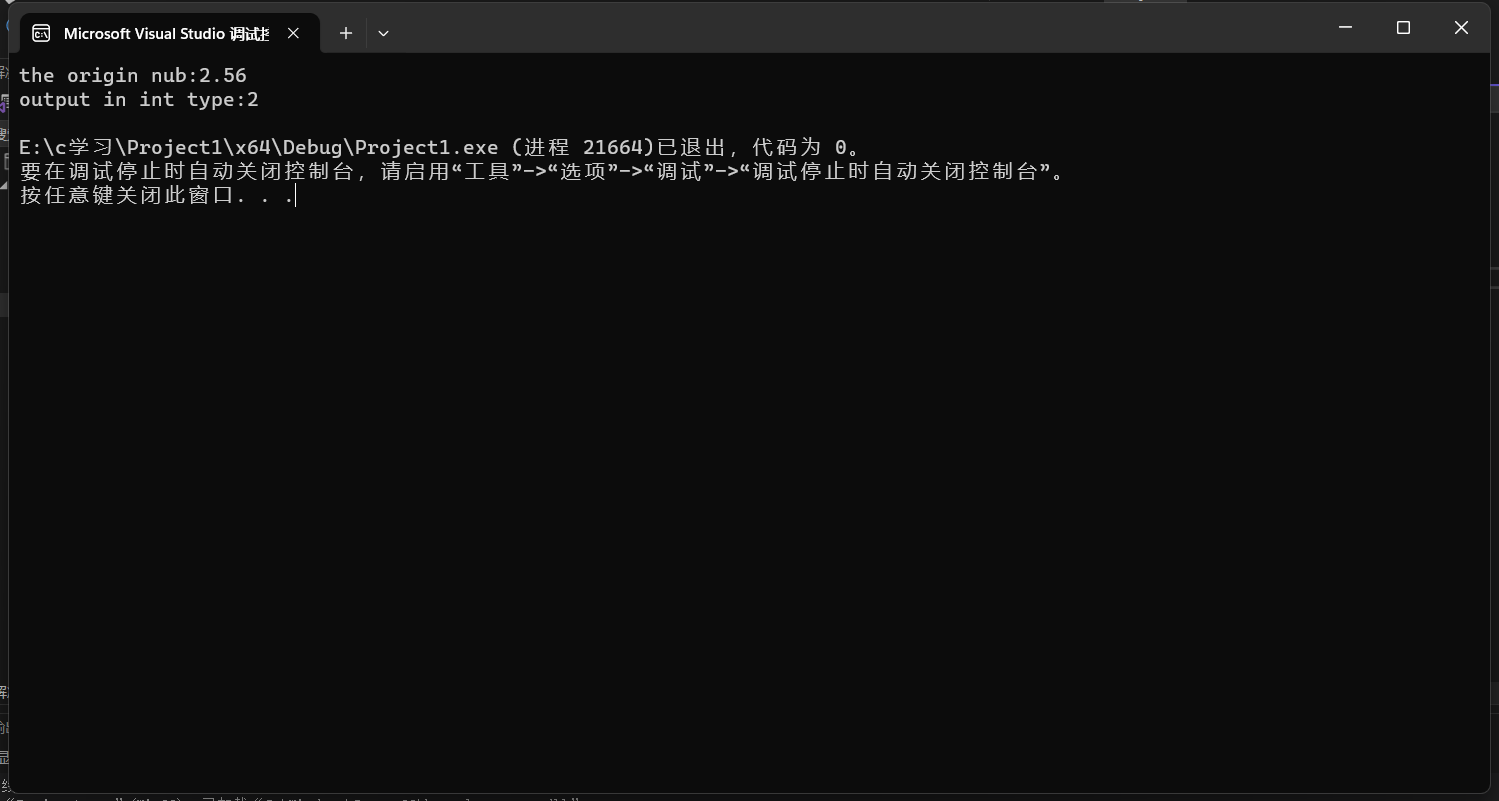 Microsoft Visual Studio 调试
the origin nub:2.56
output in int type:2
E:\c学习\Project1\x64\Debug\Project1.exe (进程 21664)已退出，代码为 0。
要在调试停止时自动关闭控制台，请启用“工具”->“选项”->“调试”->“调试停止时自动关闭控制台”。
按任意键关闭此窗口. . .